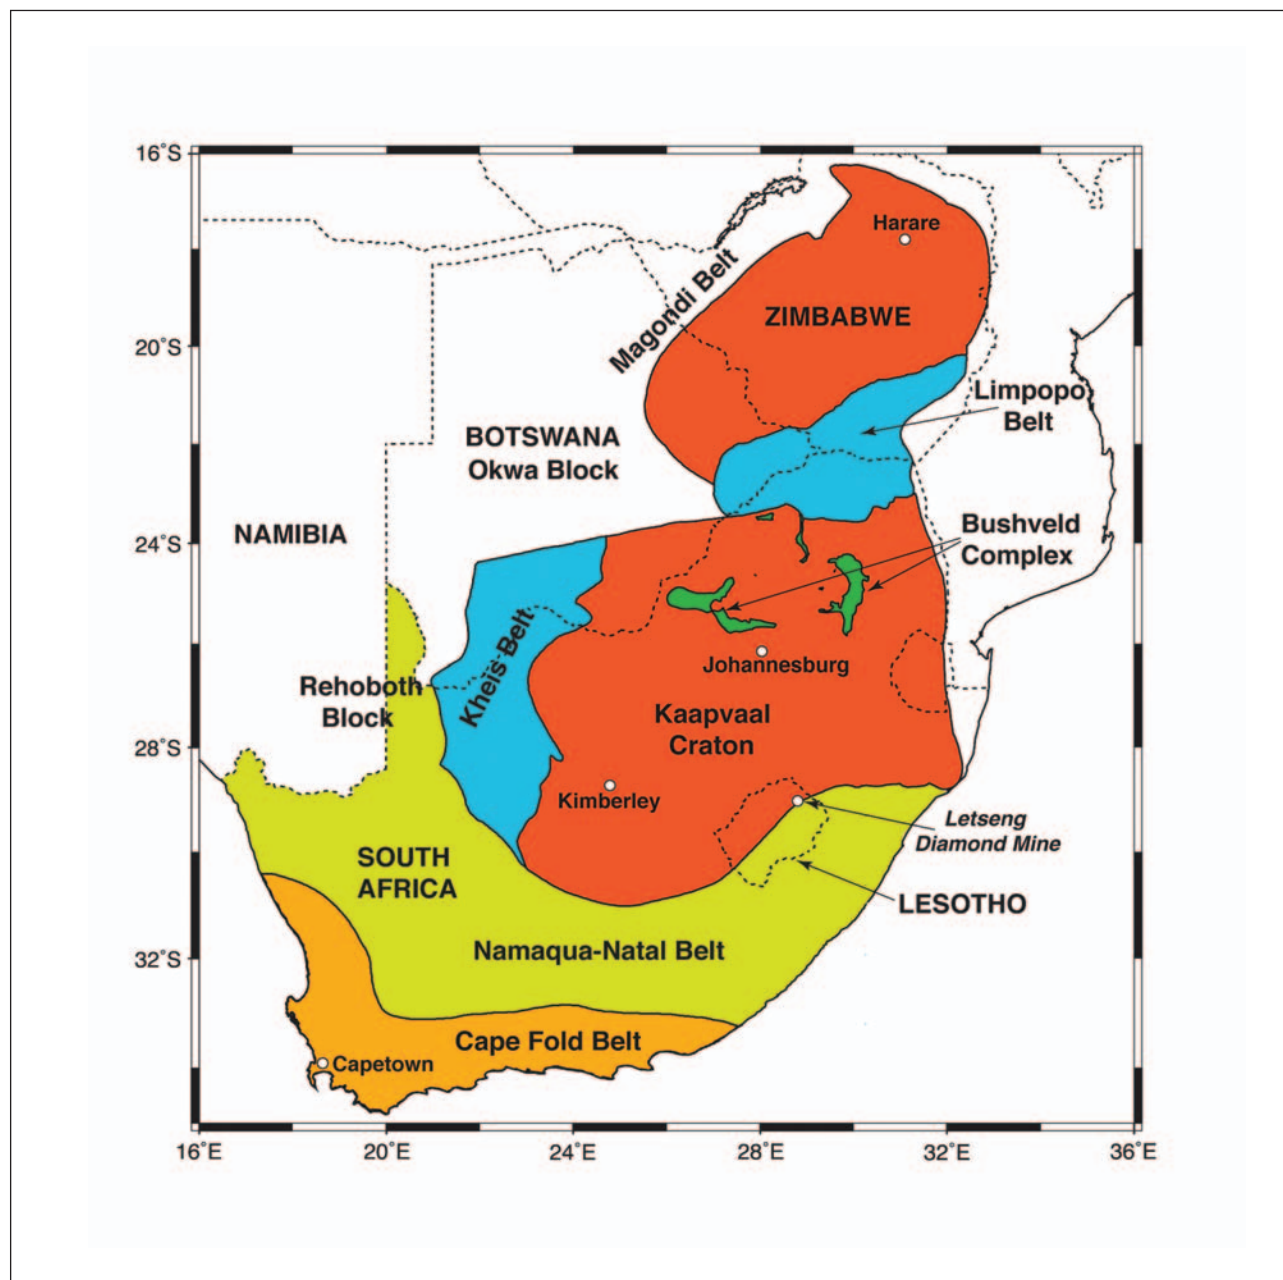 16°S
Harare
Magondi Belt
ZIMBABWE
20°S
Limpopo
Belt
BOTSWANA
Okwa Block
Bushveld
Complex
NAMIBIA
24°S
Kheis Belt
Johannesburg
Rehoboth
Block
Kaapvaal
Craton
28°S
Kimberley
Letseng
Diamond Mine
SOUTH
AFRICA
LESOTHO
Namaqua-Natal Belt
32°S
Cape Fold Belt
Capetown
16°E
20°E
24°E
28°E
32°E
36°E